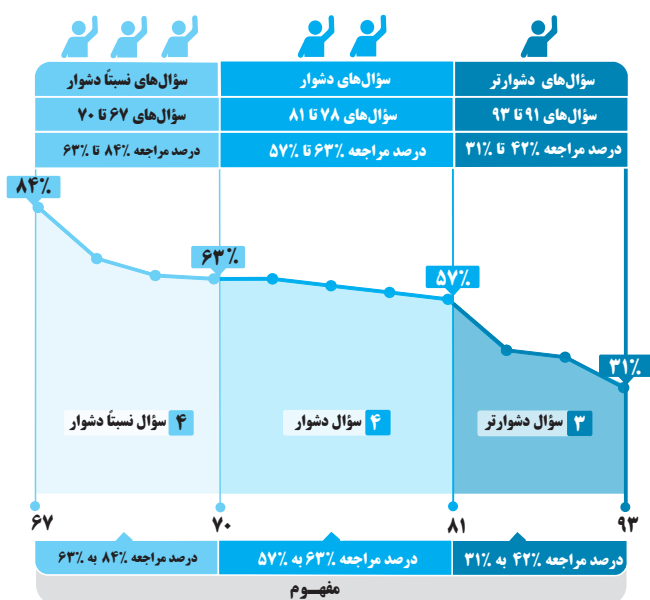 سؤال‌های دشوارتر
سؤال‌های ۹۱ تا ۹۳
درصد مراجعه ۴۲٪ تا ۳۱٪
سؤال‌های دشوار
سؤال‌های ۷۸ تا ۸۱
درصد مراجعه ۶۳٪ تا ۵۷٪
سؤال‌های نسبتاً دشوار
سؤال‌های ۶۷ تا ۷۰
درصد مراجعه ۸۴٪ تا ۶۳٪
۸۴٪
۶۳٪
۵۷٪
۳۱٪
۳ سؤال دشوارتر
۴ سؤال دشوار
۴ سؤال نسبتاً دشوار
۶۷
۷۰
۸۱
۹۳
درصد مراجعه ۴۲٪ به ۳۱٪
درصد مراجعه ۶۳٪ به ۵۷٪
درصد مراجعه ۸۴٪ به ۶۳٪
مفهــوم